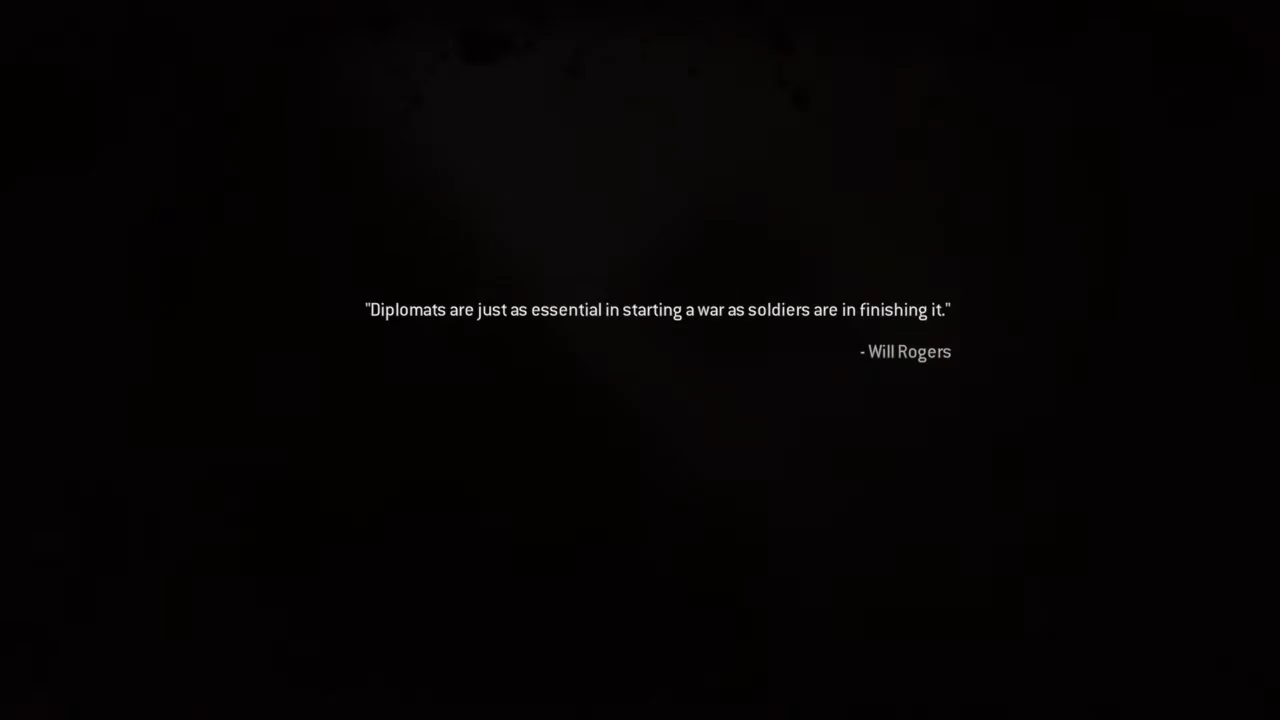 "Diplomats are just as essential in starting a war as soldiers are in finishing it."
- Will Rogers